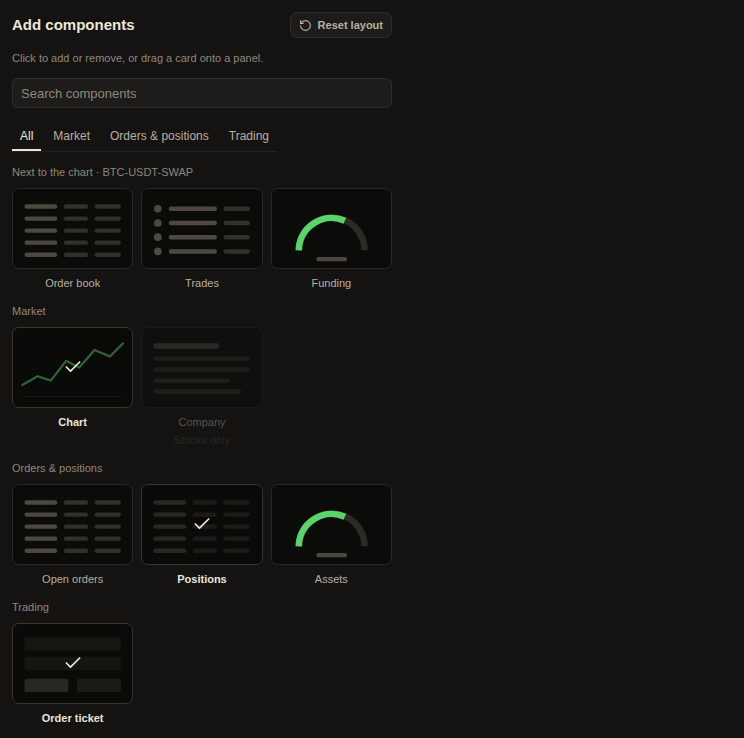 Add components
Reset layout
Click to add or remove, or drag a card onto a panel.
Search components
All Market Orders & positions Trading
Next to the chart · BTC-USDT-SWAP
Order book Trades Funding
Market
Chart Company
Stocks only
Orders & positions
Open orders Positions Assets
Trading
Order ticket